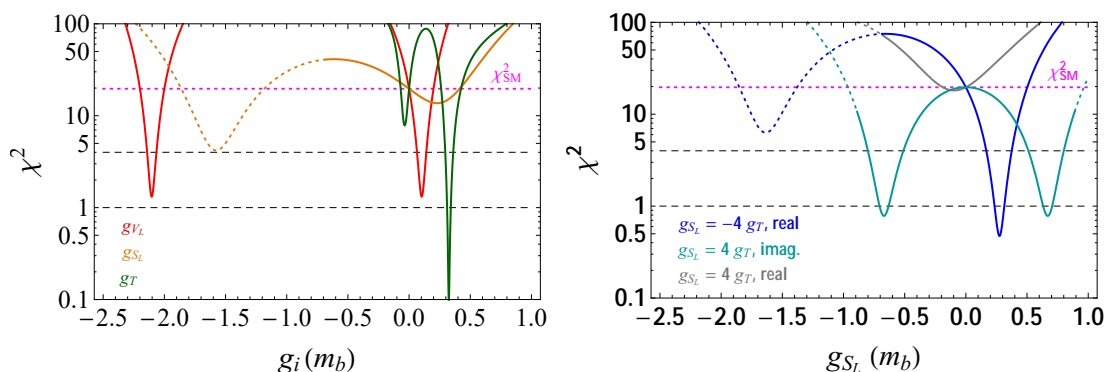 100
50
10
5
1
0.5
0.1
χ²
χ²SM
g_{V_L}
g_{S_L}
g_T
−2.5 −2.0 −1.5 −1.0 −0.5 0.0 0.5 1.0
g_i (m_b)
100
50
10
5
1
0.5
0.1
χ²
χ²SM
g_{S_L} = −4 g_T, real
g_{S_L} = 4 g_T, imag.
g_{S_L} = 4 g_T, real
−2.5 −2.0 −1.5 −1.0 −0.5 0.0 0.5 1.0
g_{S_L} (m_b)